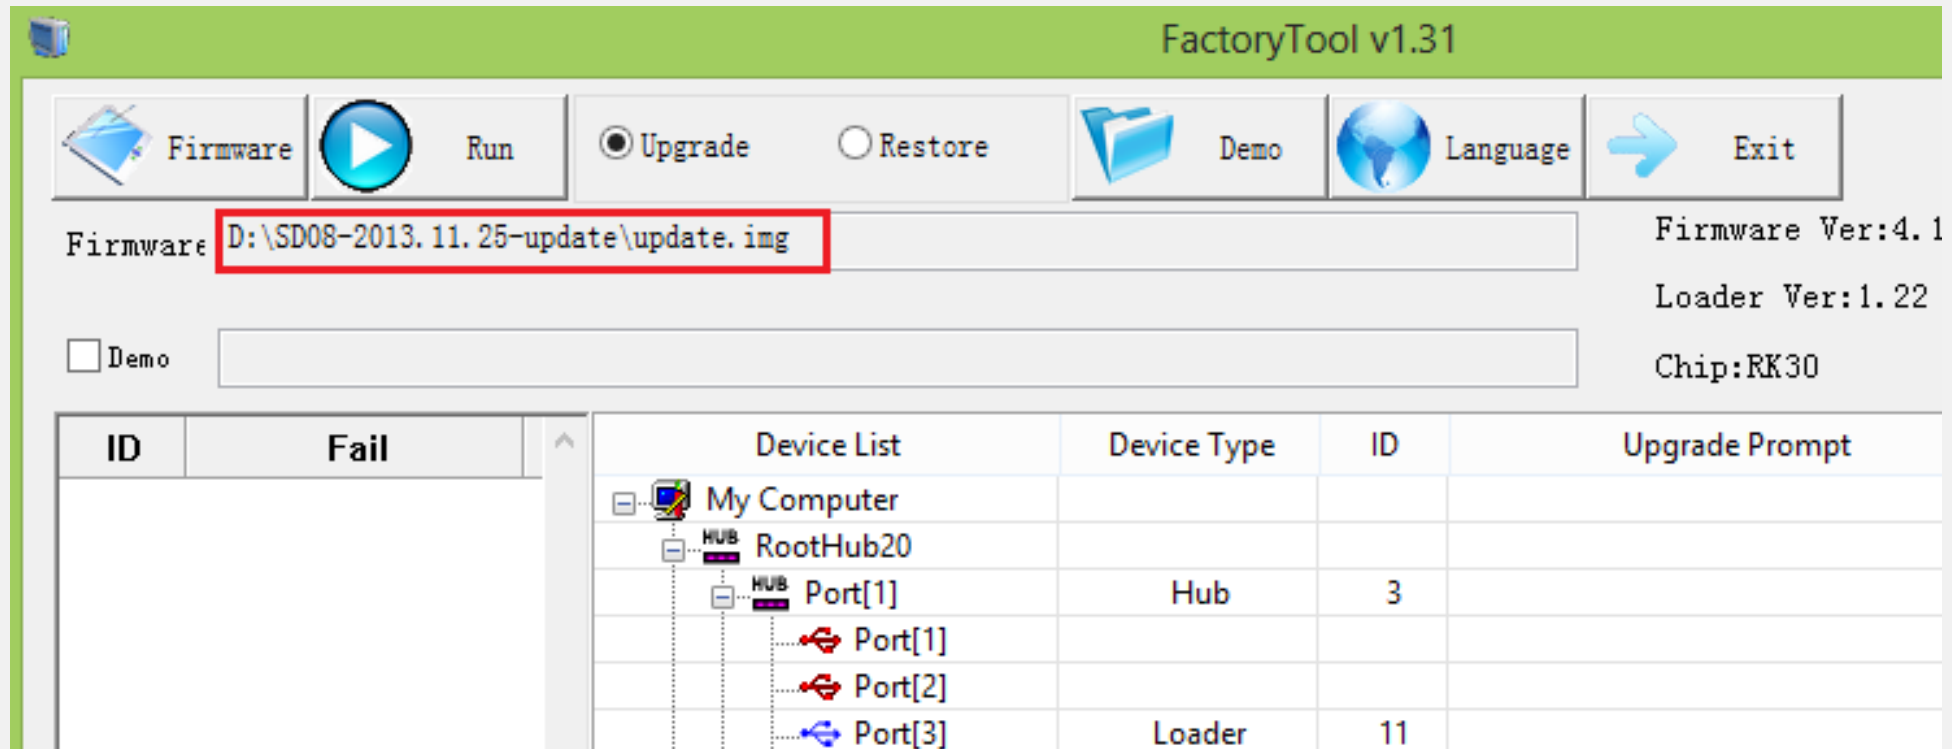 FactoryTool v1.31
Firmware Run Upgrade Restore Demo Language Exit
Firmware D:\SD08-2013.11.25-update\update.img Firmware Ver:4.1
Loader Ver:1.22
Demo
Chip:RK30
ID Fail Device List Device Type ID Upgrade Prompt
My Computer
HUB RootHub20
HUB Port[1] Hub 3
Port[1]
Port[2]
Port[3] Loader 11